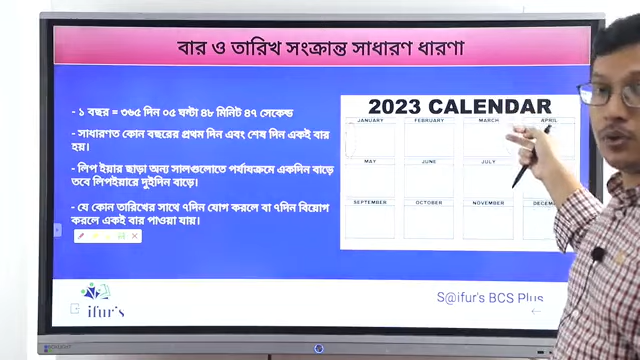 বার ও তারিখ সংক্রান্ত সাধারণ ধারণা
- ১ বছর = ৩৬৫ দিন ০৫ ঘন্টা ৪৮ মিনিট ৪৭ সেকেন্ড
- সাধারণত কোন বছরের প্রথম দিন এবং শেষ দিন একই বার
হয়।
- লিপ ইয়ার ছাড়া অন্য সালগুলোতে পর্যায়ক্রমে একদিন বাড়ে
তবে লিপইয়ারে দুইদিন বাড়ে।
- যে কোন তারিখের সাথে ৭দিন যোগ করলে বা ৭দিন বিয়োগ
করলে একই বার পাওয়া যায়।
2023 CALENDAR
JANUARY FEBRUARY MARCH APRIL
MAY JUNE JULY
SEPTEMBER OCTOBER NOVEMBER DECEM
ifur's
S@ifur's BCS Plus